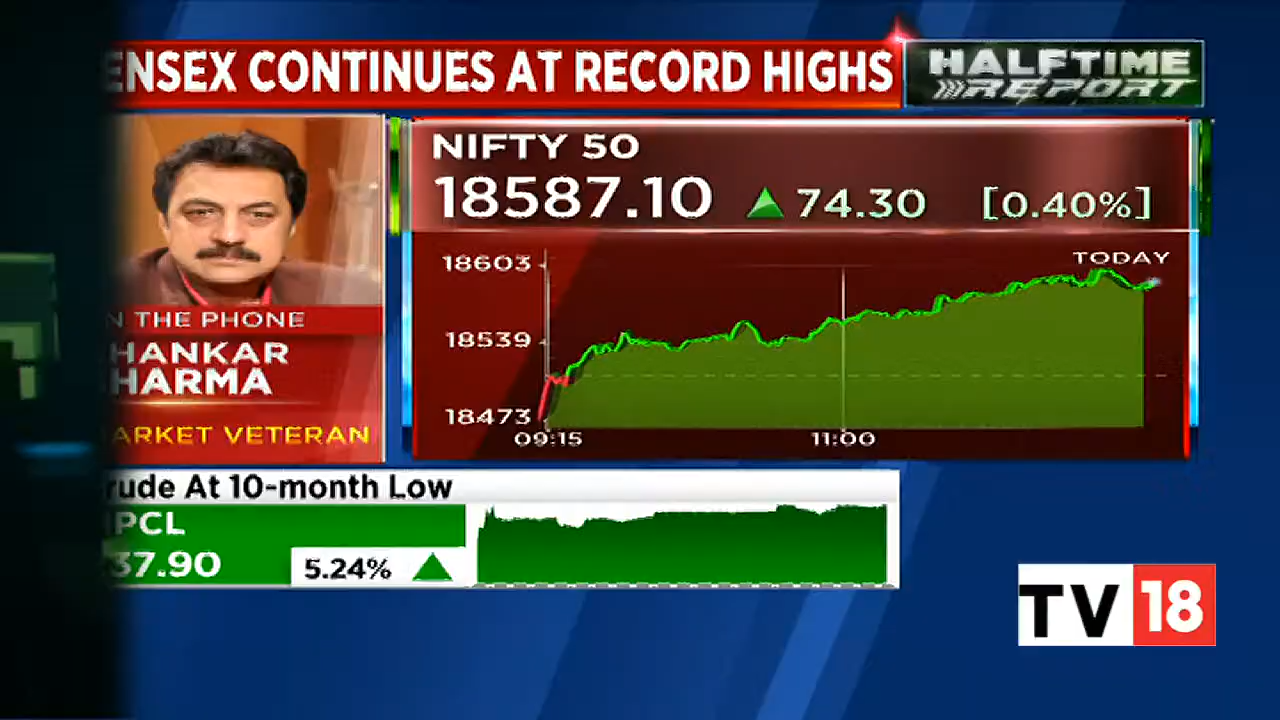 ENSEX CONTINUES AT RECORD HIGHS
HALFTIME
REPORT
NIFTY 50
18587.10 ▲ 74.30 [0.40%]
TODAY
18603
18539
18473
09:15 11:00
N THE PHONE
HANKAR
HARMA
ARKET VETERAN
rude At 10-month Low
PCL
37.90
5.24% ▲
TV18